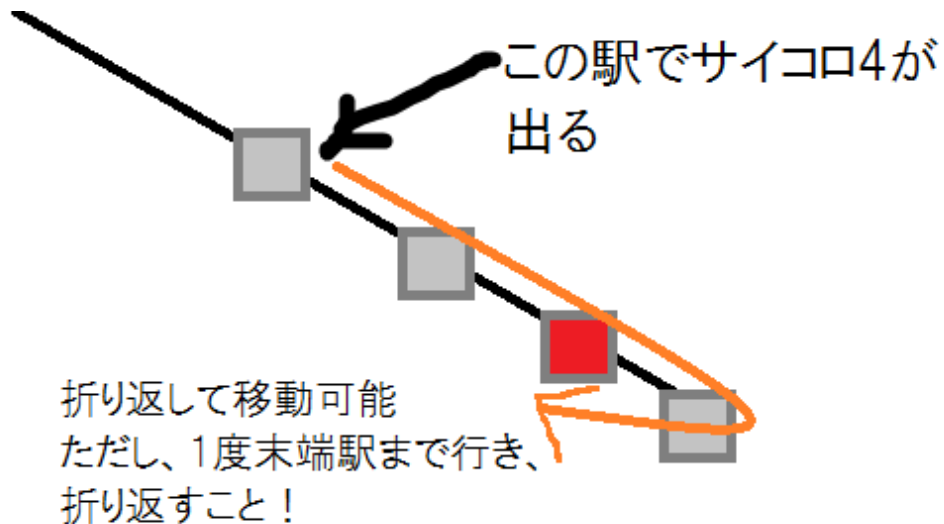 この駅でサイコロ4が
出る
折り返して移動可能
ただし、1度末端駅まで行き、
折り返すこと！